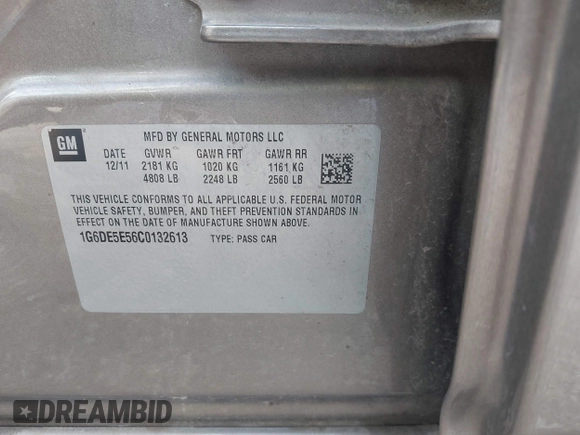 GM
MFD BY GENERAL MOTORS LLC
DATE GVWR GAWR FRT GAWR RR
12/11 2181 KG 1020 KG 1161 KG
4808 LB 2248 LB 2560 LB
THIS VEHICLE CONFORMS TO ALL APPLICABLE U.S. FEDERAL MOTOR
VEHICLE SAFETY, BUMPER, AND THEFT PREVENTION STANDARDS IN
EFFECT ON THE DATE OF MANUFACTURE SHOWN ABOVE.
1G6DE5E56C0132613 TYPE: PASS CAR
DREAMBID